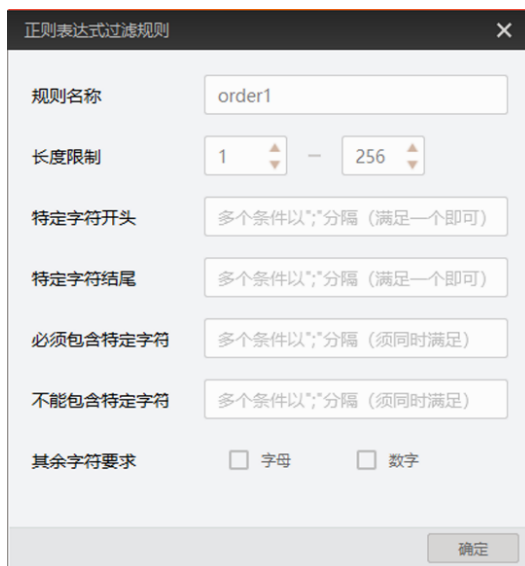 正则表达式过滤规则
规则名称 order1
长度限制 1 — 256
特定字符开头 多个条件以";"分隔（满足一个即可）
特定字符结尾 多个条件以";"分隔（满足一个即可）
必须包含特定字符 多个条件以";"分隔（须同时满足）
不能包含特定字符 多个条件以";"分隔（须同时满足）
其余字符要求 字母 数字
确定